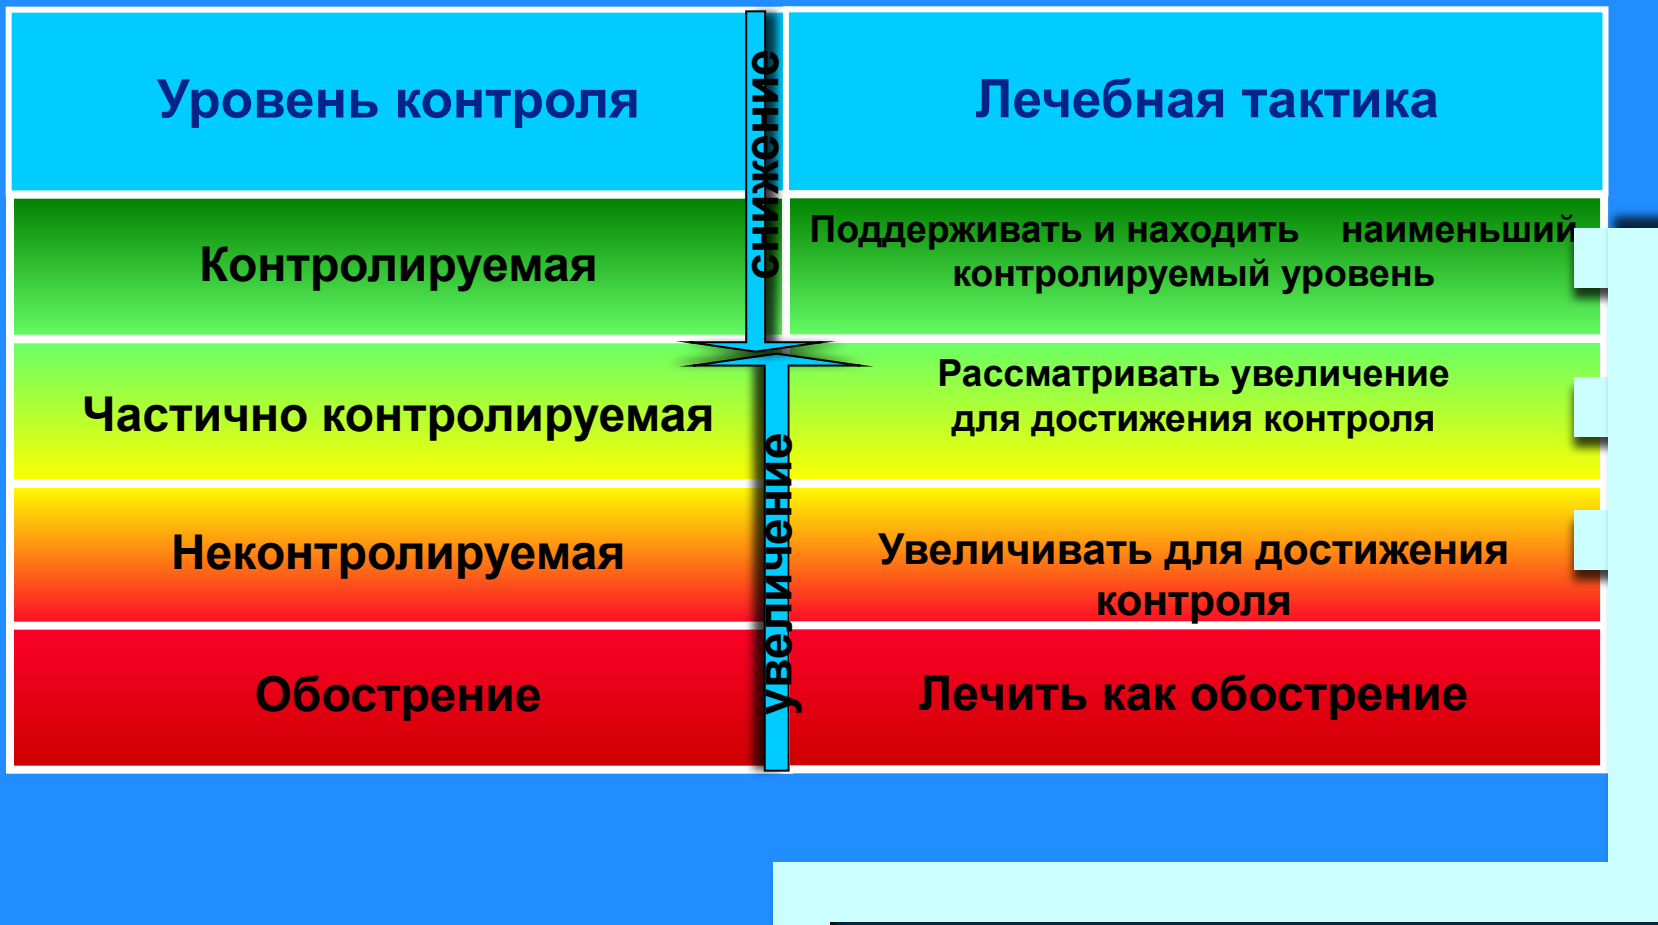 Уровень контроля
Лечебная тактика
снижение
Контролируемая
Поддерживать и находить наименьший
контролируемый уровень
Частично контролируемая
Рассматривать увеличение
для достижения контроля
увеличение
Неконтролируемая
Увеличивать для достижения
контроля
Обострение
Лечить как обострение